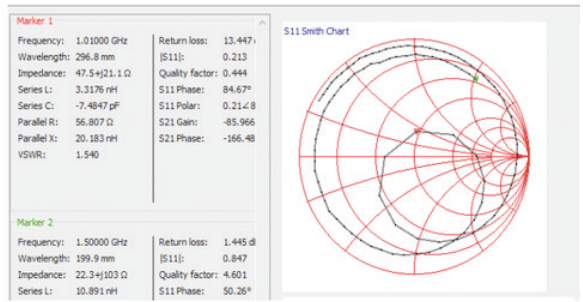 Marker 1
Frequency: 1.01000 GHz
Wavelength: 296.8 mm
Impedance: 47.5+j21.1 Ω
Series L: 3.3176 nH
Series C: -7.4847 pF
Parallel R: 56.807 Ω
Parallel X: 20.183 nH
VSWR: 1.540
Return loss: 13.447
|S11|: 0.213
Quality factor: 0.444
S11 Phase: 84.67°
S11 Polar: 0.21∠8
S21 Gain: -85.966
S21 Phase: -166.48
Marker 2
Frequency: 1.50000 GHz
Wavelength: 199.9 mm
Impedance: 22.3+j103 Ω
Series L: 10.891 nH
Return loss: 1.445 d
|S11|: 0.847
Quality factor: 4.601
S11 Phase: 50.26°
S11 Smith Chart